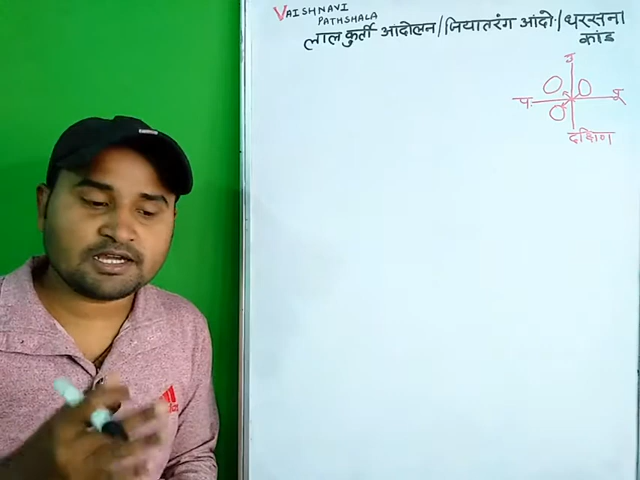 VAISHNAVI
PATHSHALA
लाल कुर्ती आंदोलन/जियातरंग आंदो·/धरसना
कांड
उ
प·
पू
दक्षिण